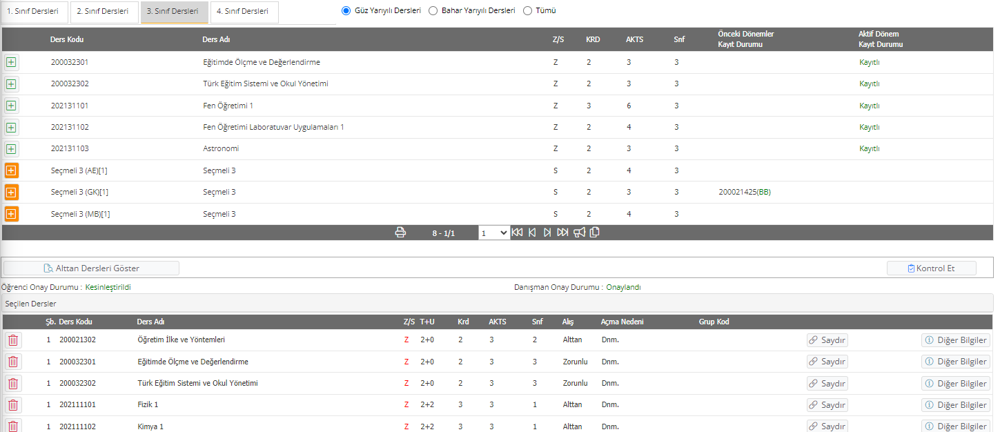 1. Sınıf Dersleri 2. Sınıf Dersleri 3. Sınıf Dersleri 4. Sınıf Dersleri Güz Yarıyılı Dersleri Bahar Yarıyılı Dersleri Tümü
Ders Kodu Ders Adı Z/S KRD AKTS Snf Önceki Dönemler Kayıt Durumu Aktif Dönem Kayıt Durumu
200032301 Eğitimde Ölçme ve Değerlendirme Z 2 3 3 Kayıtlı
200032302 Türk Eğitim Sistemi ve Okul Yönetimi Z 2 3 3 Kayıtlı
202131101 Fen Öğretimi 1 Z 3 6 3 Kayıtlı
202131102 Fen Öğretimi Laboratuvar Uygulamaları 1 Z 2 4 3 Kayıtlı
202131103 Astronomi Z 2 3 3 Kayıtlı
Seçmeli 3 (AE)[1] Seçmeli 3 S 2 4 3
Seçmeli 3 (GK)[1] Seçmeli 3 S 2 3 3 200021425(BB)
Seçmeli 3 (MB)[1] Seçmeli 3 S 2 4 3
8 - 1/1 1
Alttan Dersleri Göster Kontrol Et
Öğrenci Onay Durumu : Kesinleştirildi Danışman Onay Durumu : Onaylandı
Seçilen Dersler
Şb. Ders Kodu Ders Adı Z/S T+U Krd AKTS Snf Alış Açma Nedeni Grup Kod
1 200021302 Öğretim İlke ve Yöntemleri Z 2+0 2 3 2 Alttan Dnm. Saydır Diğer Bilgiler
1 200032301 Eğitimde Ölçme ve Değerlendirme Z 2+0 2 3 3 Zorunlu Dnm. Saydır Diğer Bilgiler
1 200032302 Türk Eğitim Sistemi ve Okul Yönetimi Z 2+0 2 3 3 Zorunlu Dnm. Saydır Diğer Bilgiler
1 202111101 Fizik 1 Z 2+2 3 3 1 Alttan Dnm. Saydır Diğer Bilgiler
1 202111102 Kimya 1 Z 2+2 3 3 1 Alttan Dnm. Saydır Diğer Bilgiler